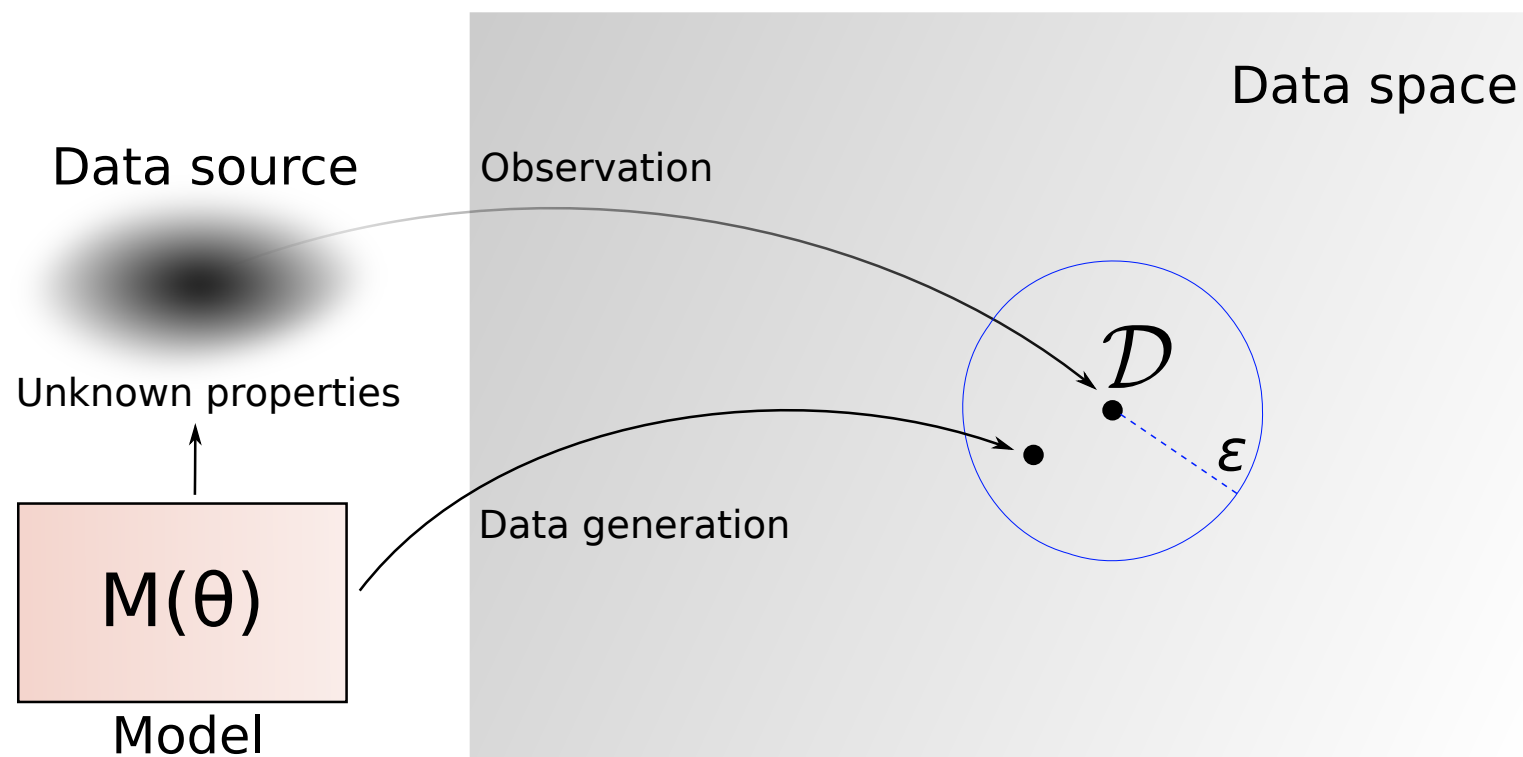 Data space
Data source
Observation
𝒟
Unknown properties
ε
Data generation
M(θ)
Model